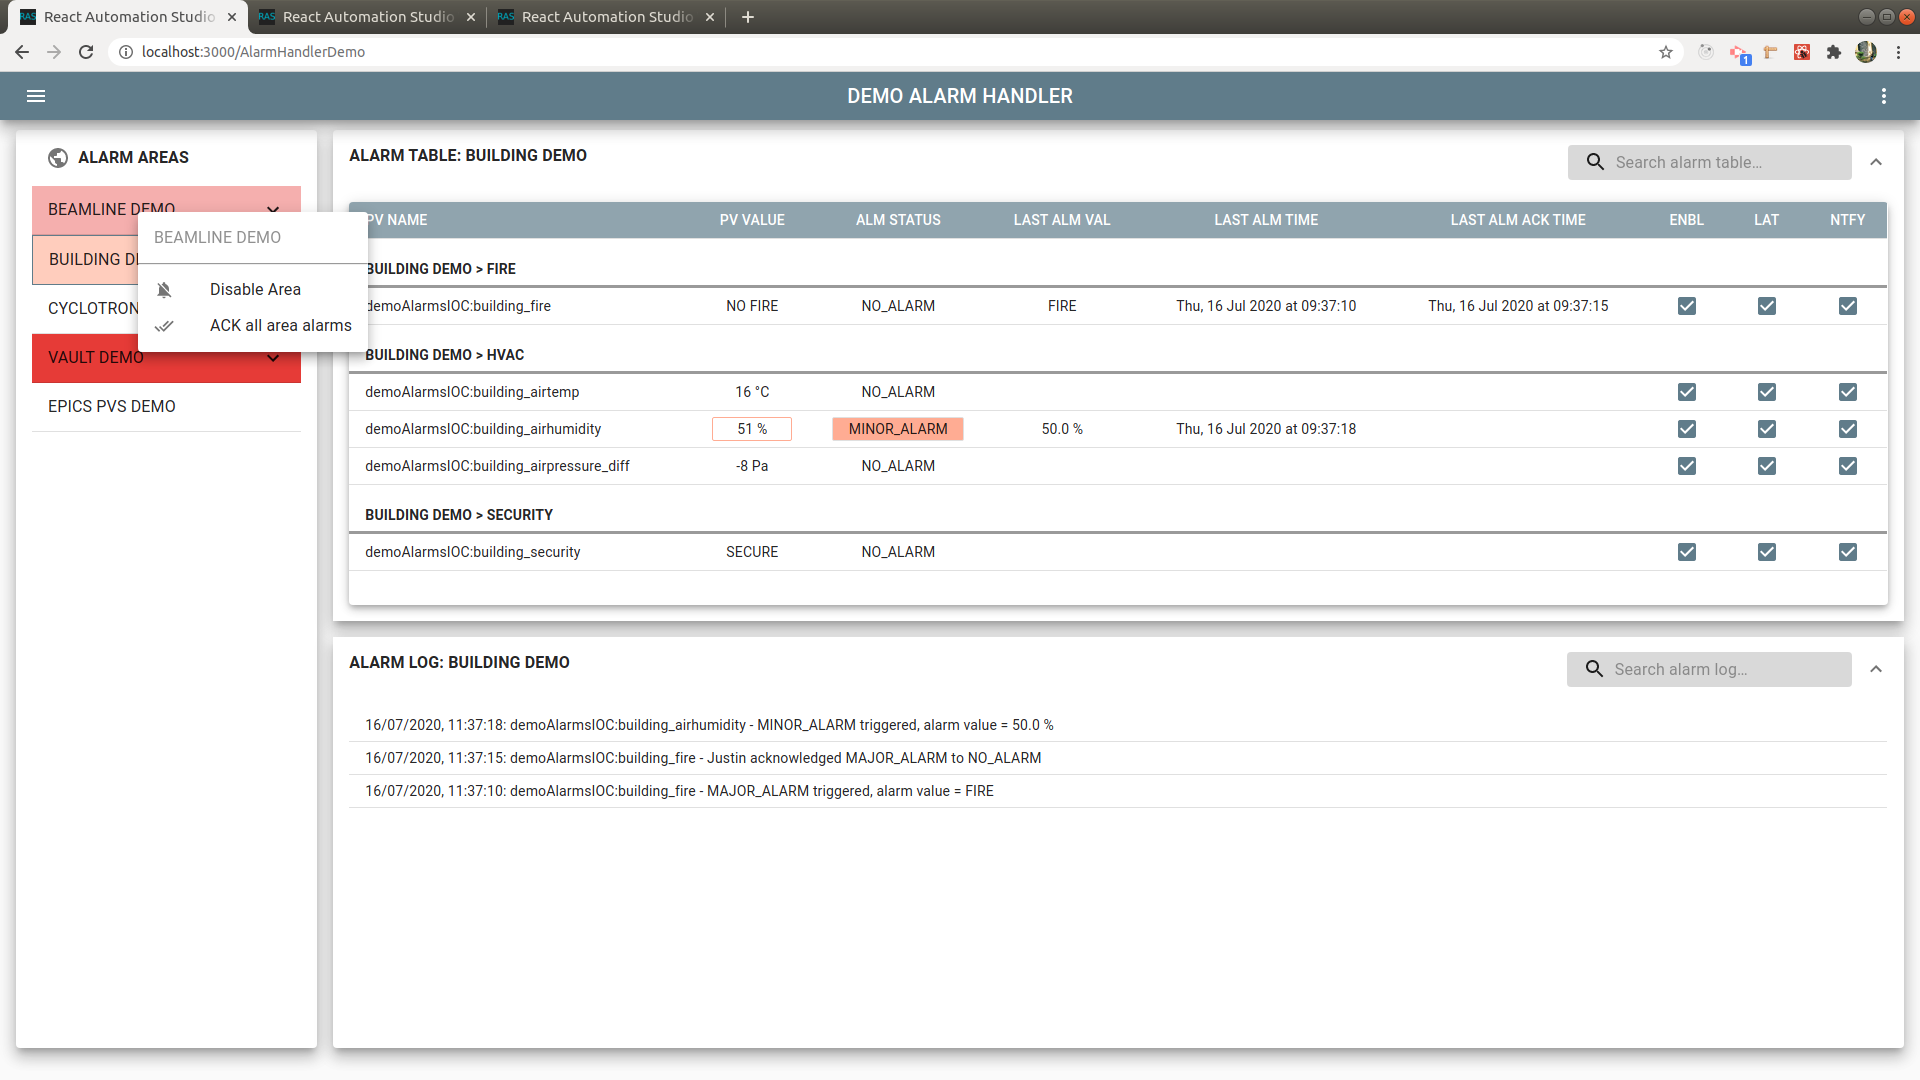 React Automation Studio
React Automation Studio
React Automation Studio
localhost:3000/AlarmHandlerDemo
1
DEMO ALARM HANDLER
ALARM AREAS
BEAMLINE DEMO
BUILDING DE
CYCLOTRON
VAULT DEMO
EPICS PVS DEMO
BEAMLINE DEMO
Disable Area
ACK all area alarms
ALARM TABLE: BUILDING DEMO
Search alarm table...
PV NAME PV VALUE ALM STATUS LAST ALM VAL LAST ALM TIME LAST ALM ACK TIME ENBL LAT NTFY
BUILDING DEMO > FIRE
demoAlarmsIOC:building_fire NO FIRE NO_ALARM FIRE Thu, 16 Jul 2020 at 09:37:10 Thu, 16 Jul 2020 at 09:37:15
BUILDING DEMO > HVAC
demoAlarmsIOC:building_airtemp 16 °C NO_ALARM
demoAlarmsIOC:building_airhumidity 51 % MINOR_ALARM 50.0 % Thu, 16 Jul 2020 at 09:37:18
demoAlarmsIOC:building_airpressure_diff -8 Pa NO_ALARM
BUILDING DEMO > SECURITY
demoAlarmsIOC:building_security SECURE NO_ALARM
ALARM LOG: BUILDING DEMO
Search alarm log...
16/07/2020, 11:37:18: demoAlarmsIOC:building_airhumidity - MINOR_ALARM triggered, alarm value = 50.0 %
16/07/2020, 11:37:15: demoAlarmsIOC:building_fire - Justin acknowledged MAJOR_ALARM to NO_ALARM
16/07/2020, 11:37:10: demoAlarmsIOC:building_fire - MAJOR_ALARM triggered, alarm value = FIRE